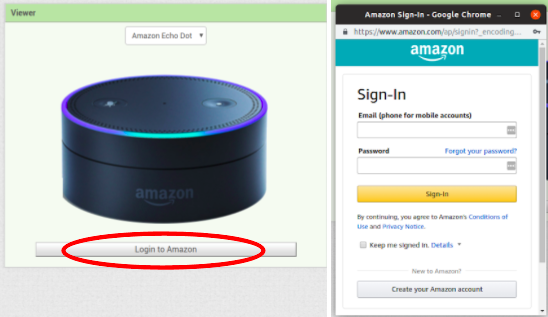 Viewer
Amazon Echo Dot
amazon
Login to Amazon
Amazon Sign-In - Google Chrome
https://www.amazon.com/ap/signin?_encoding...
amazon
Sign-In
Email (phone for mobile accounts)
Password Forgot your password?
Sign-In
By continuing, you agree to Amazon's Conditions of
Use and Privacy Notice.
Keep me signed in. Details
New to Amazon?
Create your Amazon account